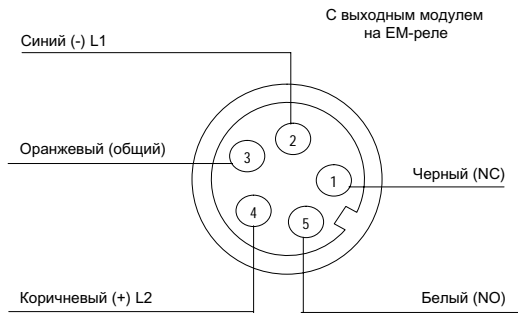 С выходным модулем
на ЕМ-реле
Синий (-) L1
2
Оранжевый (общий)
3
1
Черный (NC)
4
5
Коричневый (+) L2
Белый (NO)